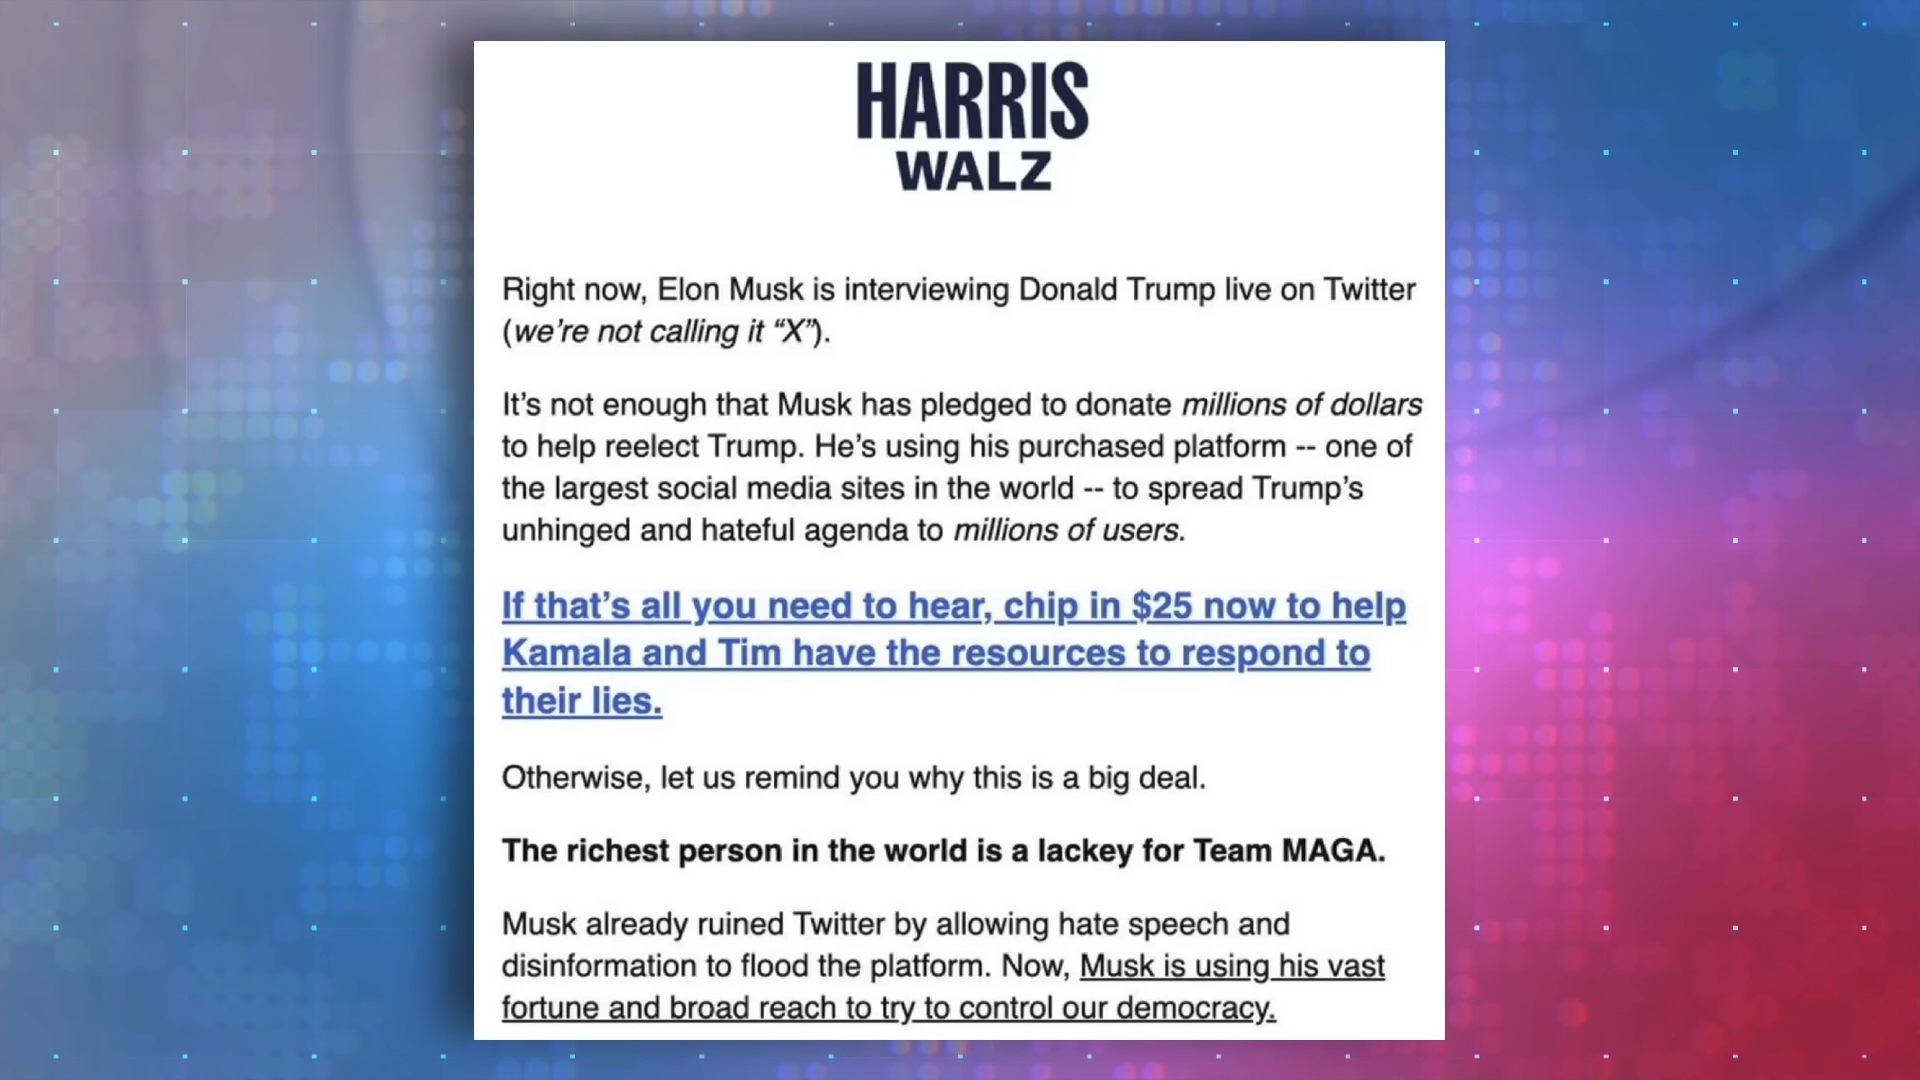 HARRIS
WALZ
Right now, Elon Musk is interviewing Donald Trump live on Twitter
(we’re not calling it “X”).
It’s not enough that Musk has pledged to donate millions of dollars
to help reelect Trump. He’s using his purchased platform -- one of
the largest social media sites in the world -- to spread Trump’s
unhinged and hateful agenda to millions of users.
If that’s all you need to hear, chip in $25 now to help
Kamala and Tim have the resources to respond to
their lies.
Otherwise, let us remind you why this is a big deal.
The richest person in the world is a lackey for Team MAGA.
Musk already ruined Twitter by allowing hate speech and
disinformation to flood the platform. Now, Musk is using his vast
fortune and broad reach to try to control our democracy.